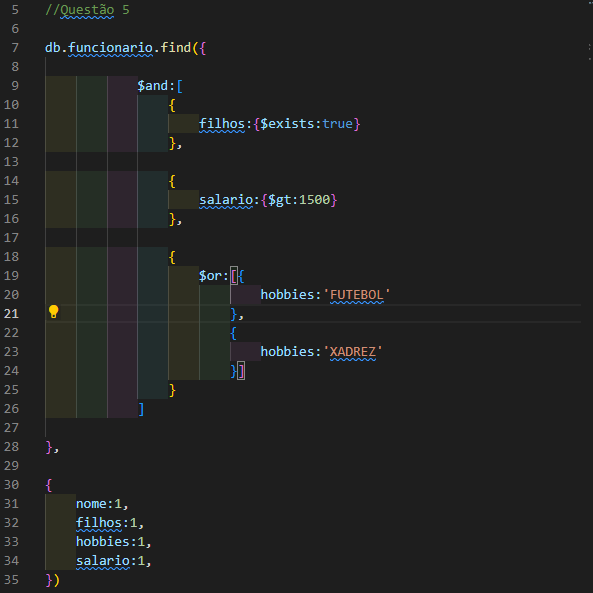 5 //Questão 5
6
7 db.funcionario.find({
8
9 $and:[
10 {
11 filhos:{$exists:true}
12 },
13
14 {
15 salario:{$gt:1500}
16 },
17
18 {
19 $or:[{
20 hobbies:'FUTEBOL'
21 },
22 {
23 hobbies:'XADREZ'
24 }]
25 }
26 ]
27
28 },
29
30 {
31 nome:1,
32 filhos:1,
33 hobbies:1,
34 salario:1,
35 })